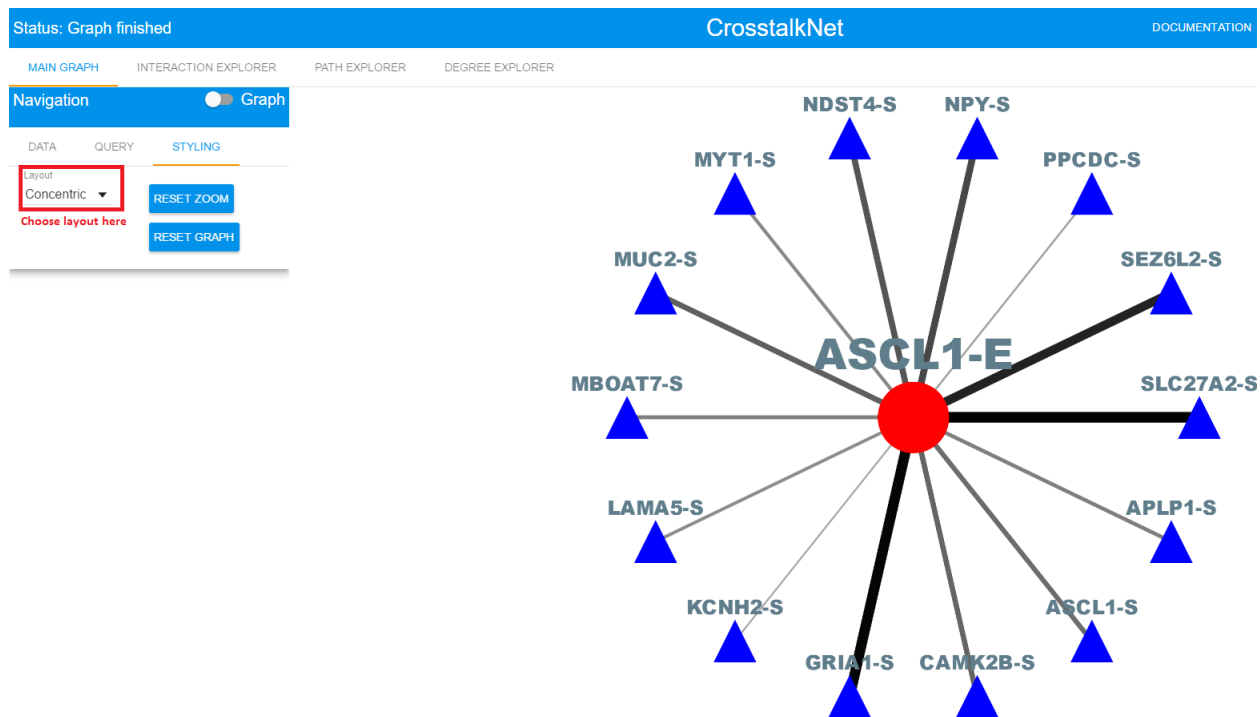 Status: Graph finished
CrosstalkNet
DOCUMENTATION
MAIN GRAPH
INTERACTION EXPLORER
PATH EXPLORER
DEGREE EXPLORER
Navigation
Graph
DATA
QUERY
STYLING
Layout
Concentric
Choose layout here
RESET ZOOM
RESET GRAPH
NDST4-S
NPY-S
MYT1-S
PPCDC-S
MUC2-S
SEZ6L2-S
ASCL1-E
MBOAT7-S
SLC27A2-S
LAMA5-S
APLP1-S
KCNH2-S
ASCL1-S
GRIA1-S
CAMK2B-S